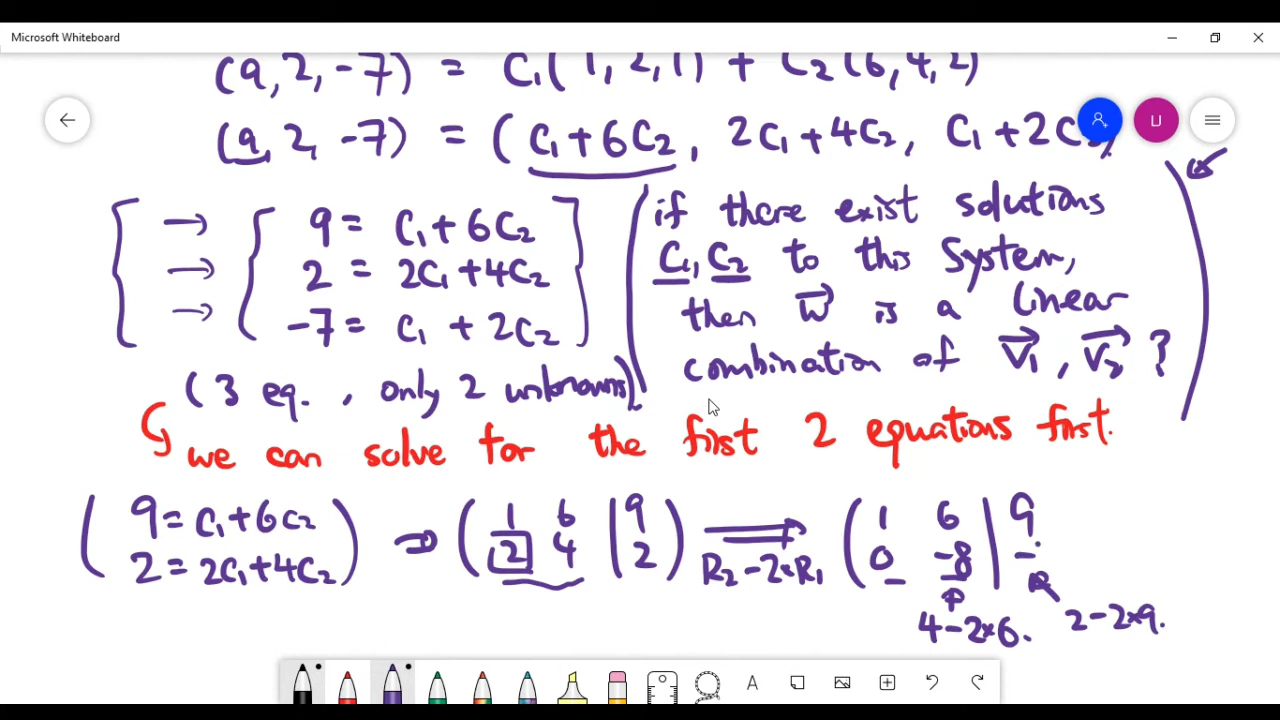 Microsoft Whiteboard
(9, 2, -7) = C₁(1, 2, 1) + C₂(6, 4, 2)
(9, 2, -7) = (C₁ + 6C₂, 2C₁ + 4C₂, C₁ + 2C₂)
U
→ 9 = C₁ + 6C₂
→ 2 = 2C₁ + 4C₂
→ -7 = C₁ + 2C₂
if there exist solutions
C₁, C₂ to this System,
then w⃗ is a linear
combination of v⃗₁, v⃗₂ ?
(3 eq., only 2 unknowns).
we can solve for the first 2 equations first.
9 = C₁ + 6C₂ ⇒ ( 1 6 | 9 ) ⇒ ( 1 6 | 9 )
2 = 2C₁ + 4C₂ ( 2 4 | 2 ) R₂ - 2×R₁ ( 0 -8 | - )
4 - 2×6. 2 - 2×9.
A